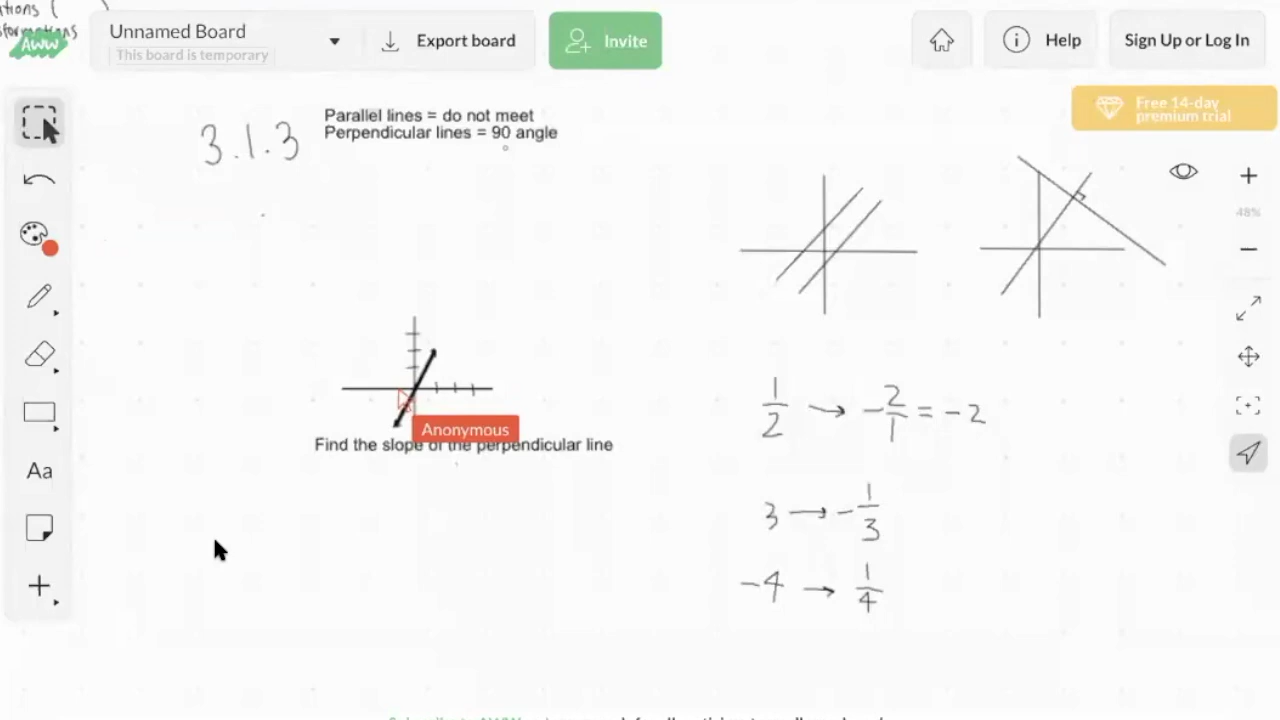 Unnamed Board
This board is temporary
Export board
Invite
Help
Sign Up or Log In
AWW
Free 14-day
premium trial
3.1.3
Parallel lines = do not meet
Perpendicular lines = 90 angle
48%
Anonymous
Find the slope of the perpendicular line
1/2 → -2/1 = -2
3 → -1/3
-4 → 1/4
Aa